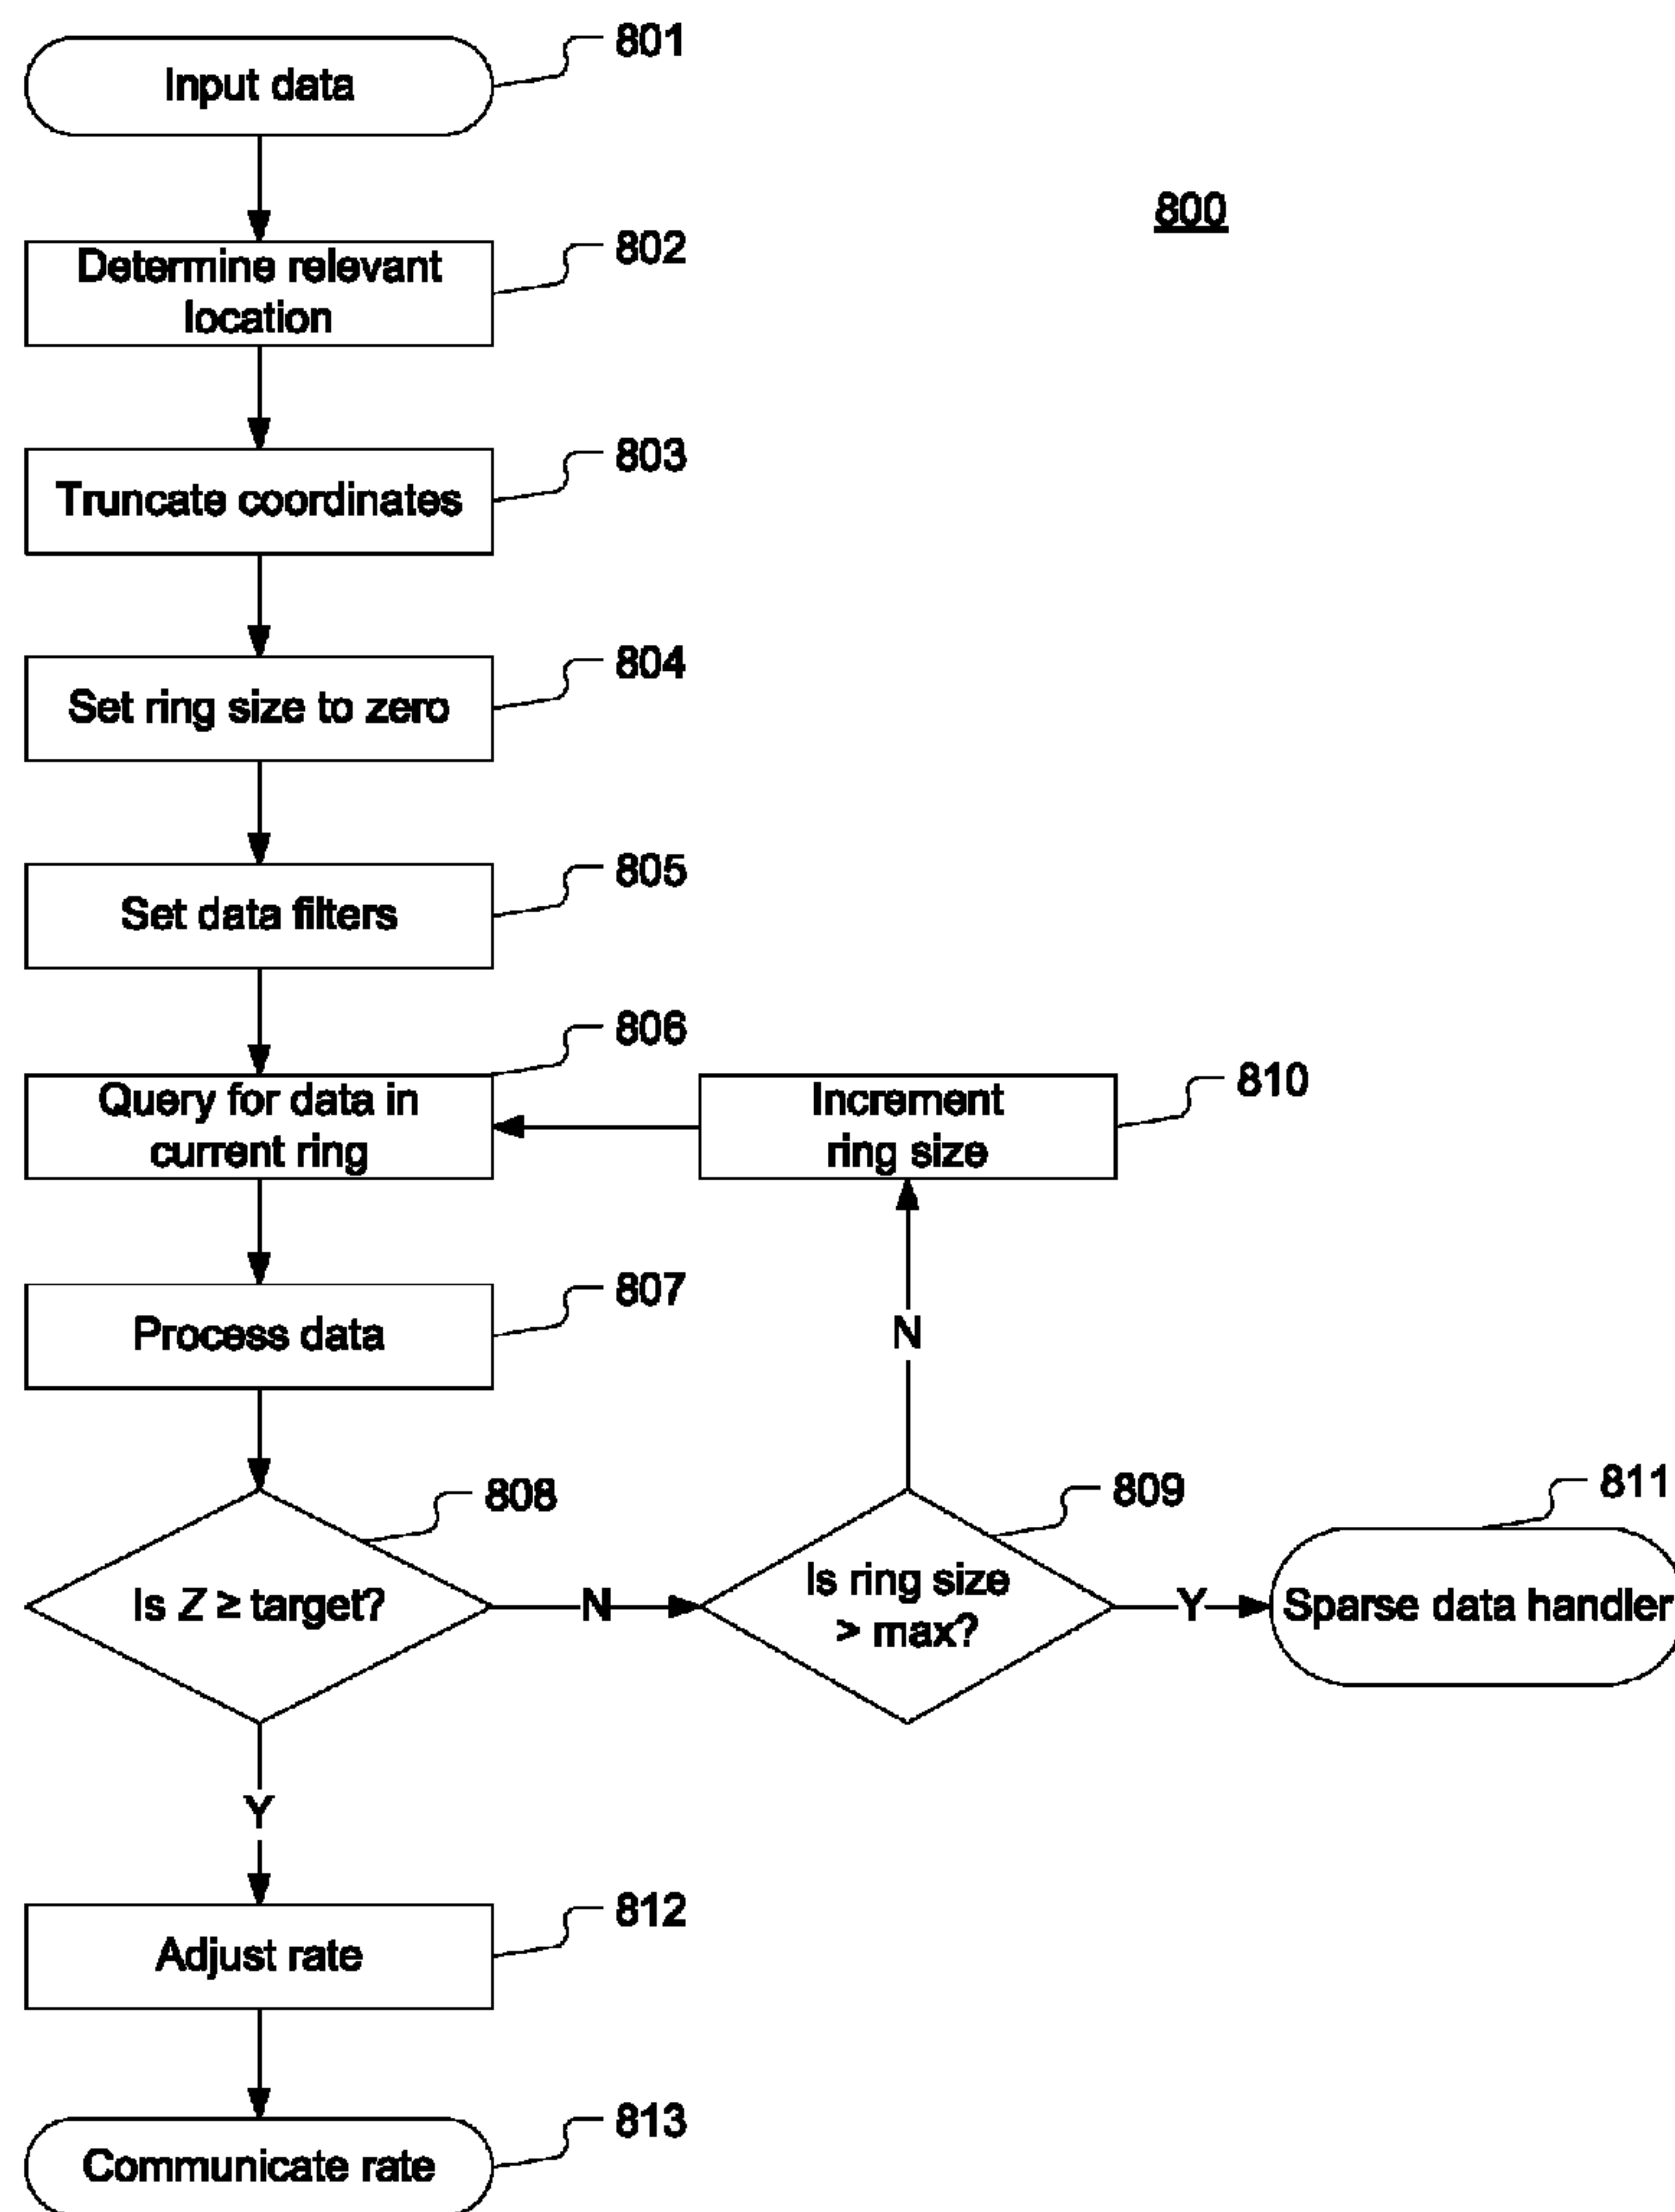 801
Input data
800
802
Determine relevant
location
803
Truncate coordinates
804
Set ring size to zero
805
Set data filters
806
Query for data in
current ring
810
Increment
ring size
807
Process data
N
808
Is Z ≥ target?
N
809
Is ring size
> max?
Y
811
Sparse data handler
Y
812
Adjust rate
813
Communicate rate